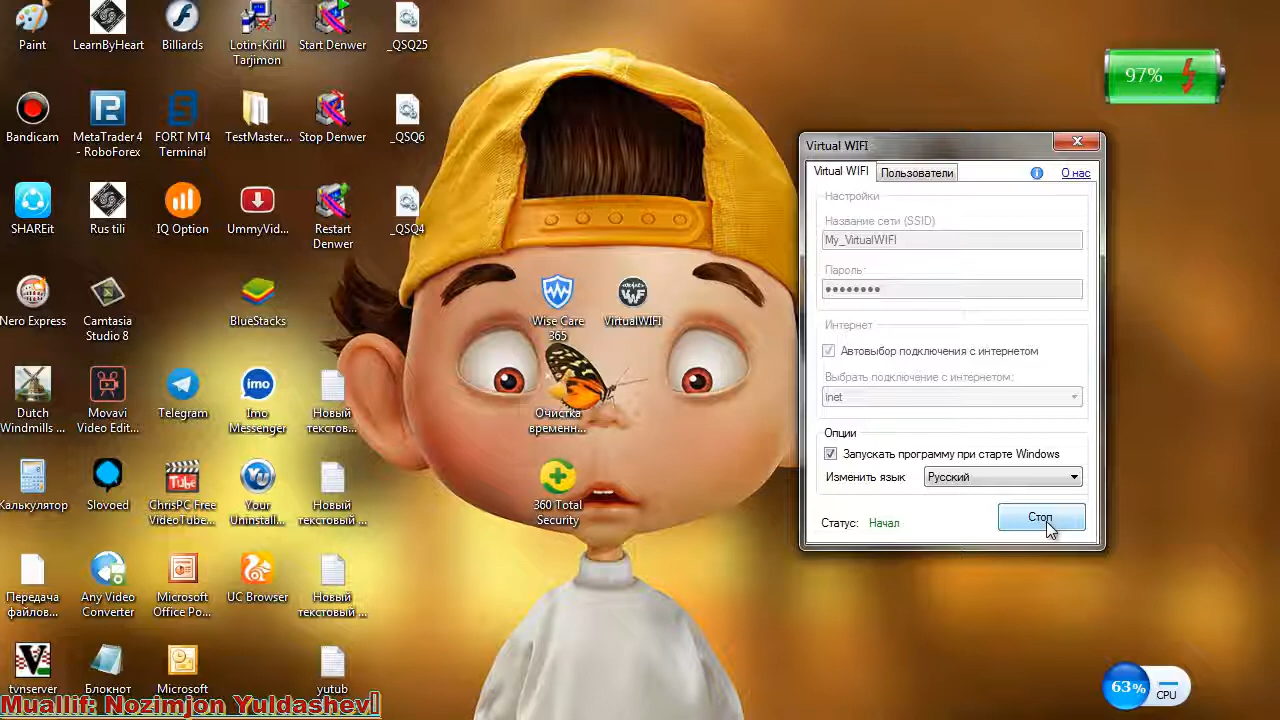 Paint
LearnByHeart
Billiards
Lotin-Kirill
Tarjimon
Start Denwer
_QSQ25
Bandicam
MetaTrader 4
- RoboForex
FORT MT4
Terminal
TestMaster...
Stop Denwer
_QSQ6
SHAREit
Rus tili
IQ Option
UmmyVid...
Restart
Denwer
_QSQ4
Nero Express
Camtasia
Studio 8
BlueStacks
Wise Care
365
VirtualWIFI
Dutch
Windmills ...
Movavi
Video Edit...
Telegram
imo
Imo
Messenger
Новый
текстов...
Очистка
временн...
Калькулятор
Slovoed
Tube
ChrisPC Free
VideoTube...
Your
Uninstall...
Новый
текстовый ...
360 Total
Security
Передача
файлов...
Any Video
Converter
Microsoft
Office Po...
UC Browser
Новый
текстовый ...
tvnserver
Блокнот
Microsoft
yutub
Muallif: Nozimjon Yuldashev
97%
Virtual WIFI
Virtual WIFI
Пользователи
О нас
Настройки
Название сети (SSID)
My_VirtualWIFI
Пароль:
Интернет
Автовыбор подключения с интернетом
Выбрать подключение с интернетом:
inet
Опции
Запускать программу при старте Windows
Изменить язык
Русский
Статус: Начал
Стоп
63%
CPU